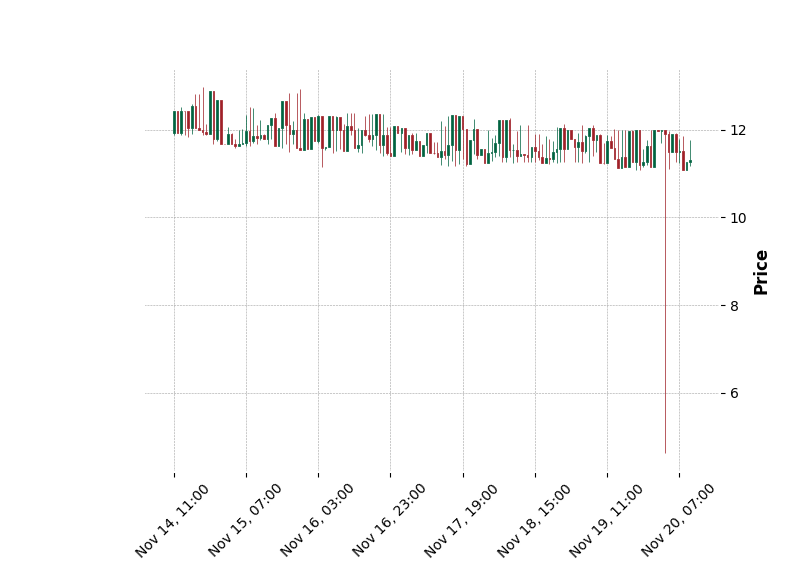 12
10
8
6
Price
Nov 14, 11:00
Nov 15, 07:00
Nov 16, 03:00
Nov 16, 23:00
Nov 17, 19:00
Nov 18, 15:00
Nov 19, 11:00
Nov 20, 07:00